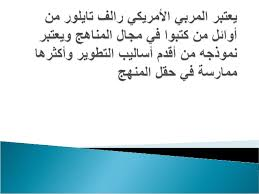 يعتبر المربي الأمريكي رالف تايلور من
أوائل من كتبوا في مجال المناهج ويعتبر
نموذجه من أقدم أساليب التطوير وأكثرها
ممارسة في حقل المنهج